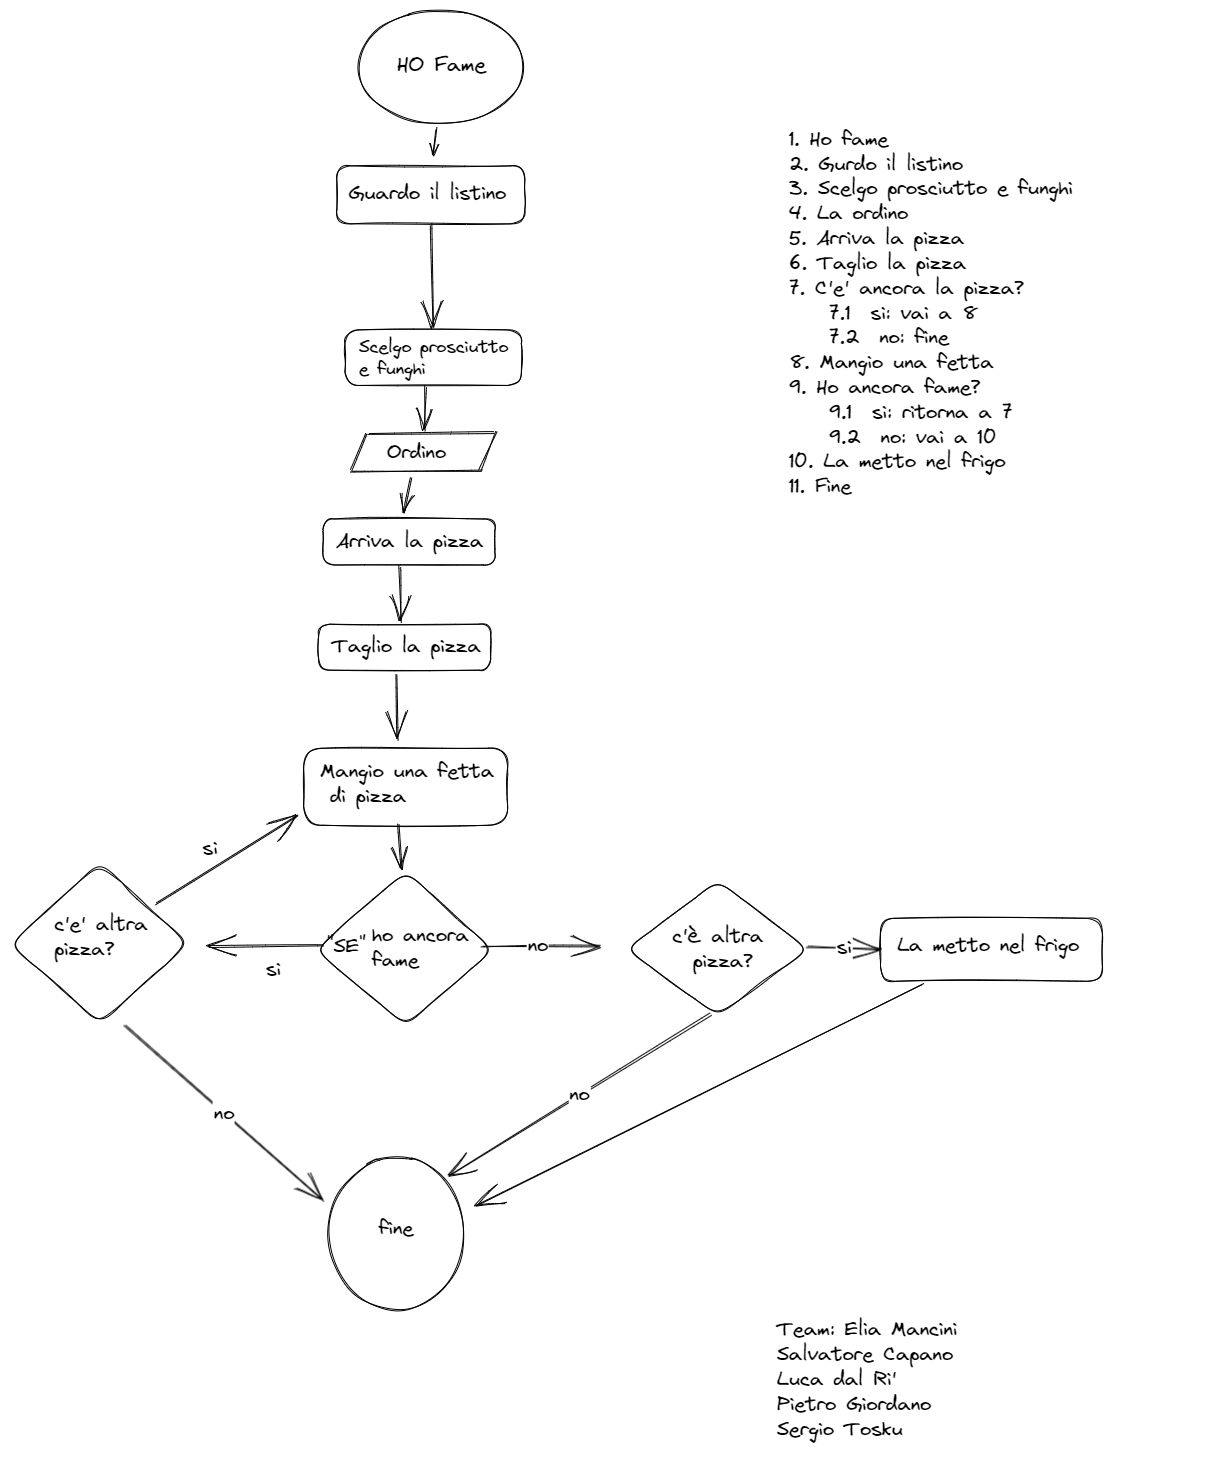 HO Fame
Guardo il listino
Scelgo prosciutto
e funghi
Ordino
Arriva la pizza
Taglio la pizza
Mangio una fetta
di pizza
si
c'e' altra
pizza?
"SE" ho ancora
fame
si
no
c'è altra
pizza?
si
La metto nel frigo
no
no
fine
1. Ho fame
2. Gurdo il listino
3. Scelgo prosciutto e funghi
4. La ordino
5. Arriva la pizza
6. Taglio la pizza
7. C'e' ancora la pizza?
7.1 si: vai a 8
7.2 no: fine
8. Mangio una fetta
9. Ho ancora fame?
9.1 si: ritorna a 7
9.2 no: vai a 10
10. La metto nel frigo
11. Fine
Team: Elia Mancini
Salvatore Capano
Luca dal Ri'
Pietro Giordano
Sergio Tosku